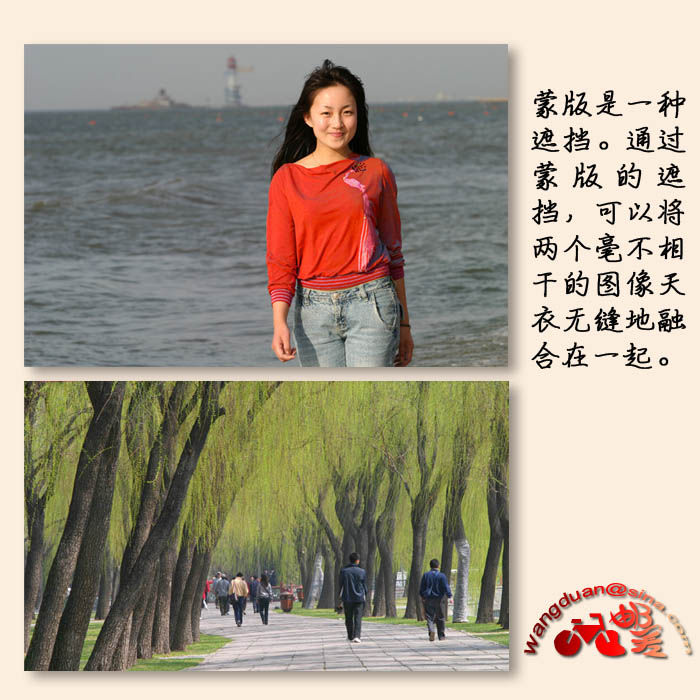 蒙版是一种
遮挡。通过
蒙版的遮
挡，可以将
两个毫不相
干的图像天
衣无缝地融
合在一起。
wangduan@sina.com